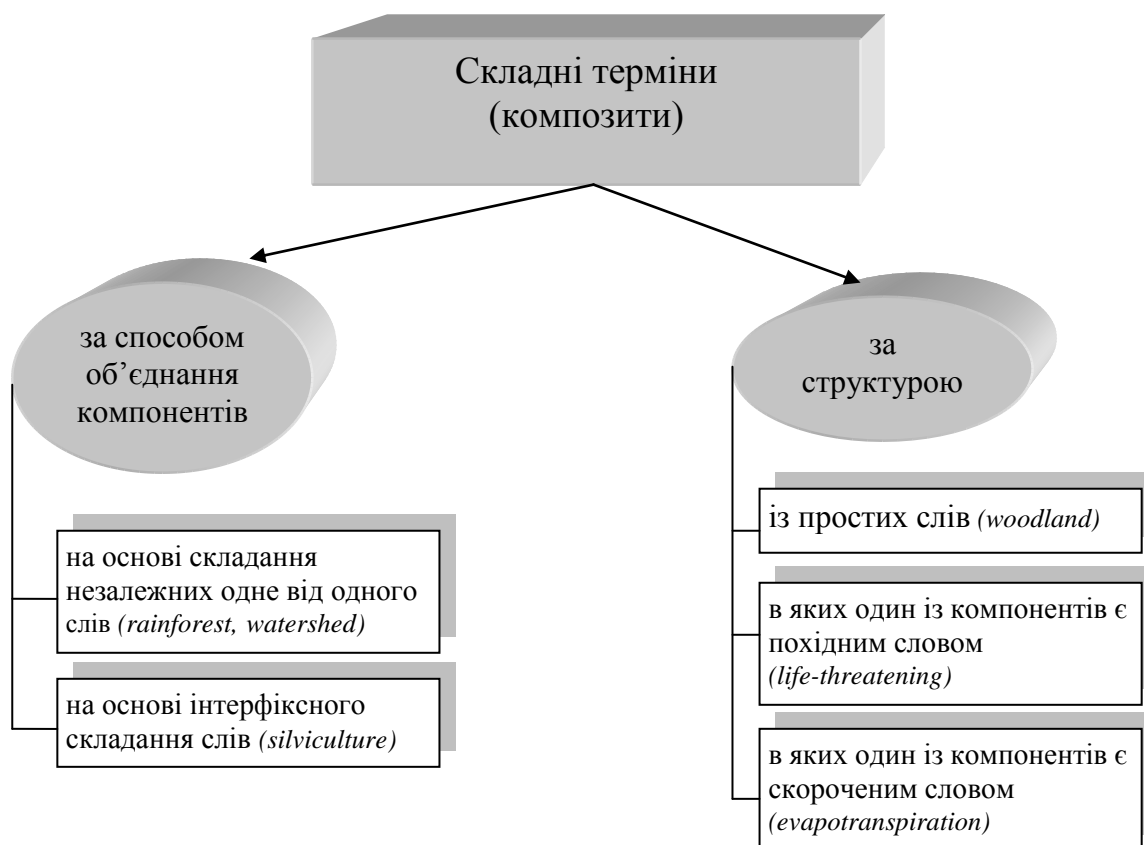 Складні терміни
(композити)
за способом
об’єднання
компонентів
на основі складання
незалежних одне від одного
слів (rainforest, watershed)
на основі інтерфіксного
складання слів (silviculture)
за
структурою
із простих слів (woodland)
в яких один із компонентів є
похідним словом
(life-threatening)
в яких один із компонентів є
скороченим словом
(evapotranspiration)